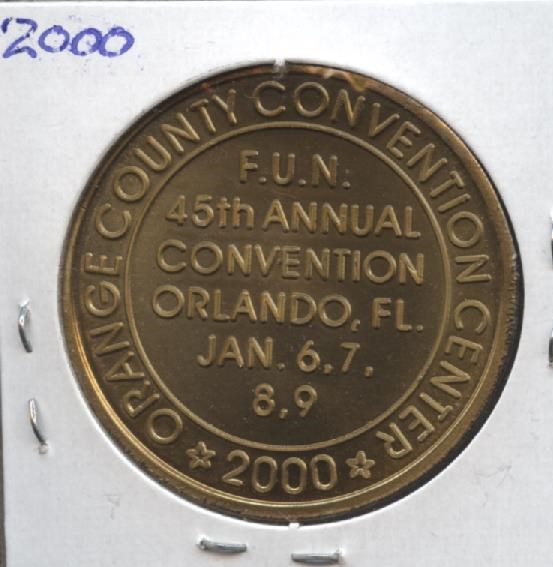 '2000
ORANGE COUNTY CONVENTION CENTER
F.U.N.:
45th ANNUAL
CONVENTION
ORLANDO, FL.
JAN. 6,7,
8,9
2000